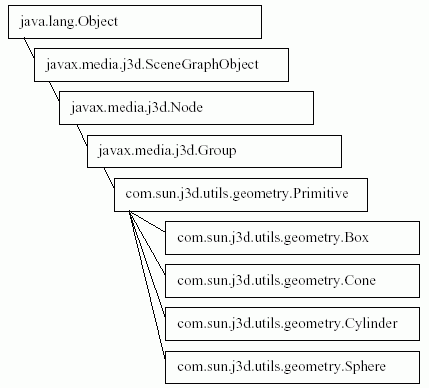 java.lang.Object
javax.media.j3d.SceneGraphObject
javax.media.j3d.Node
javax.media.j3d.Group
com.sun.j3d.utils.geometry.Primitive
com.sun.j3d.utils.geometry.Box
com.sun.j3d.utils.geometry.Cone
com.sun.j3d.utils.geometry.Cylinder
com.sun.j3d.utils.geometry.Sphere